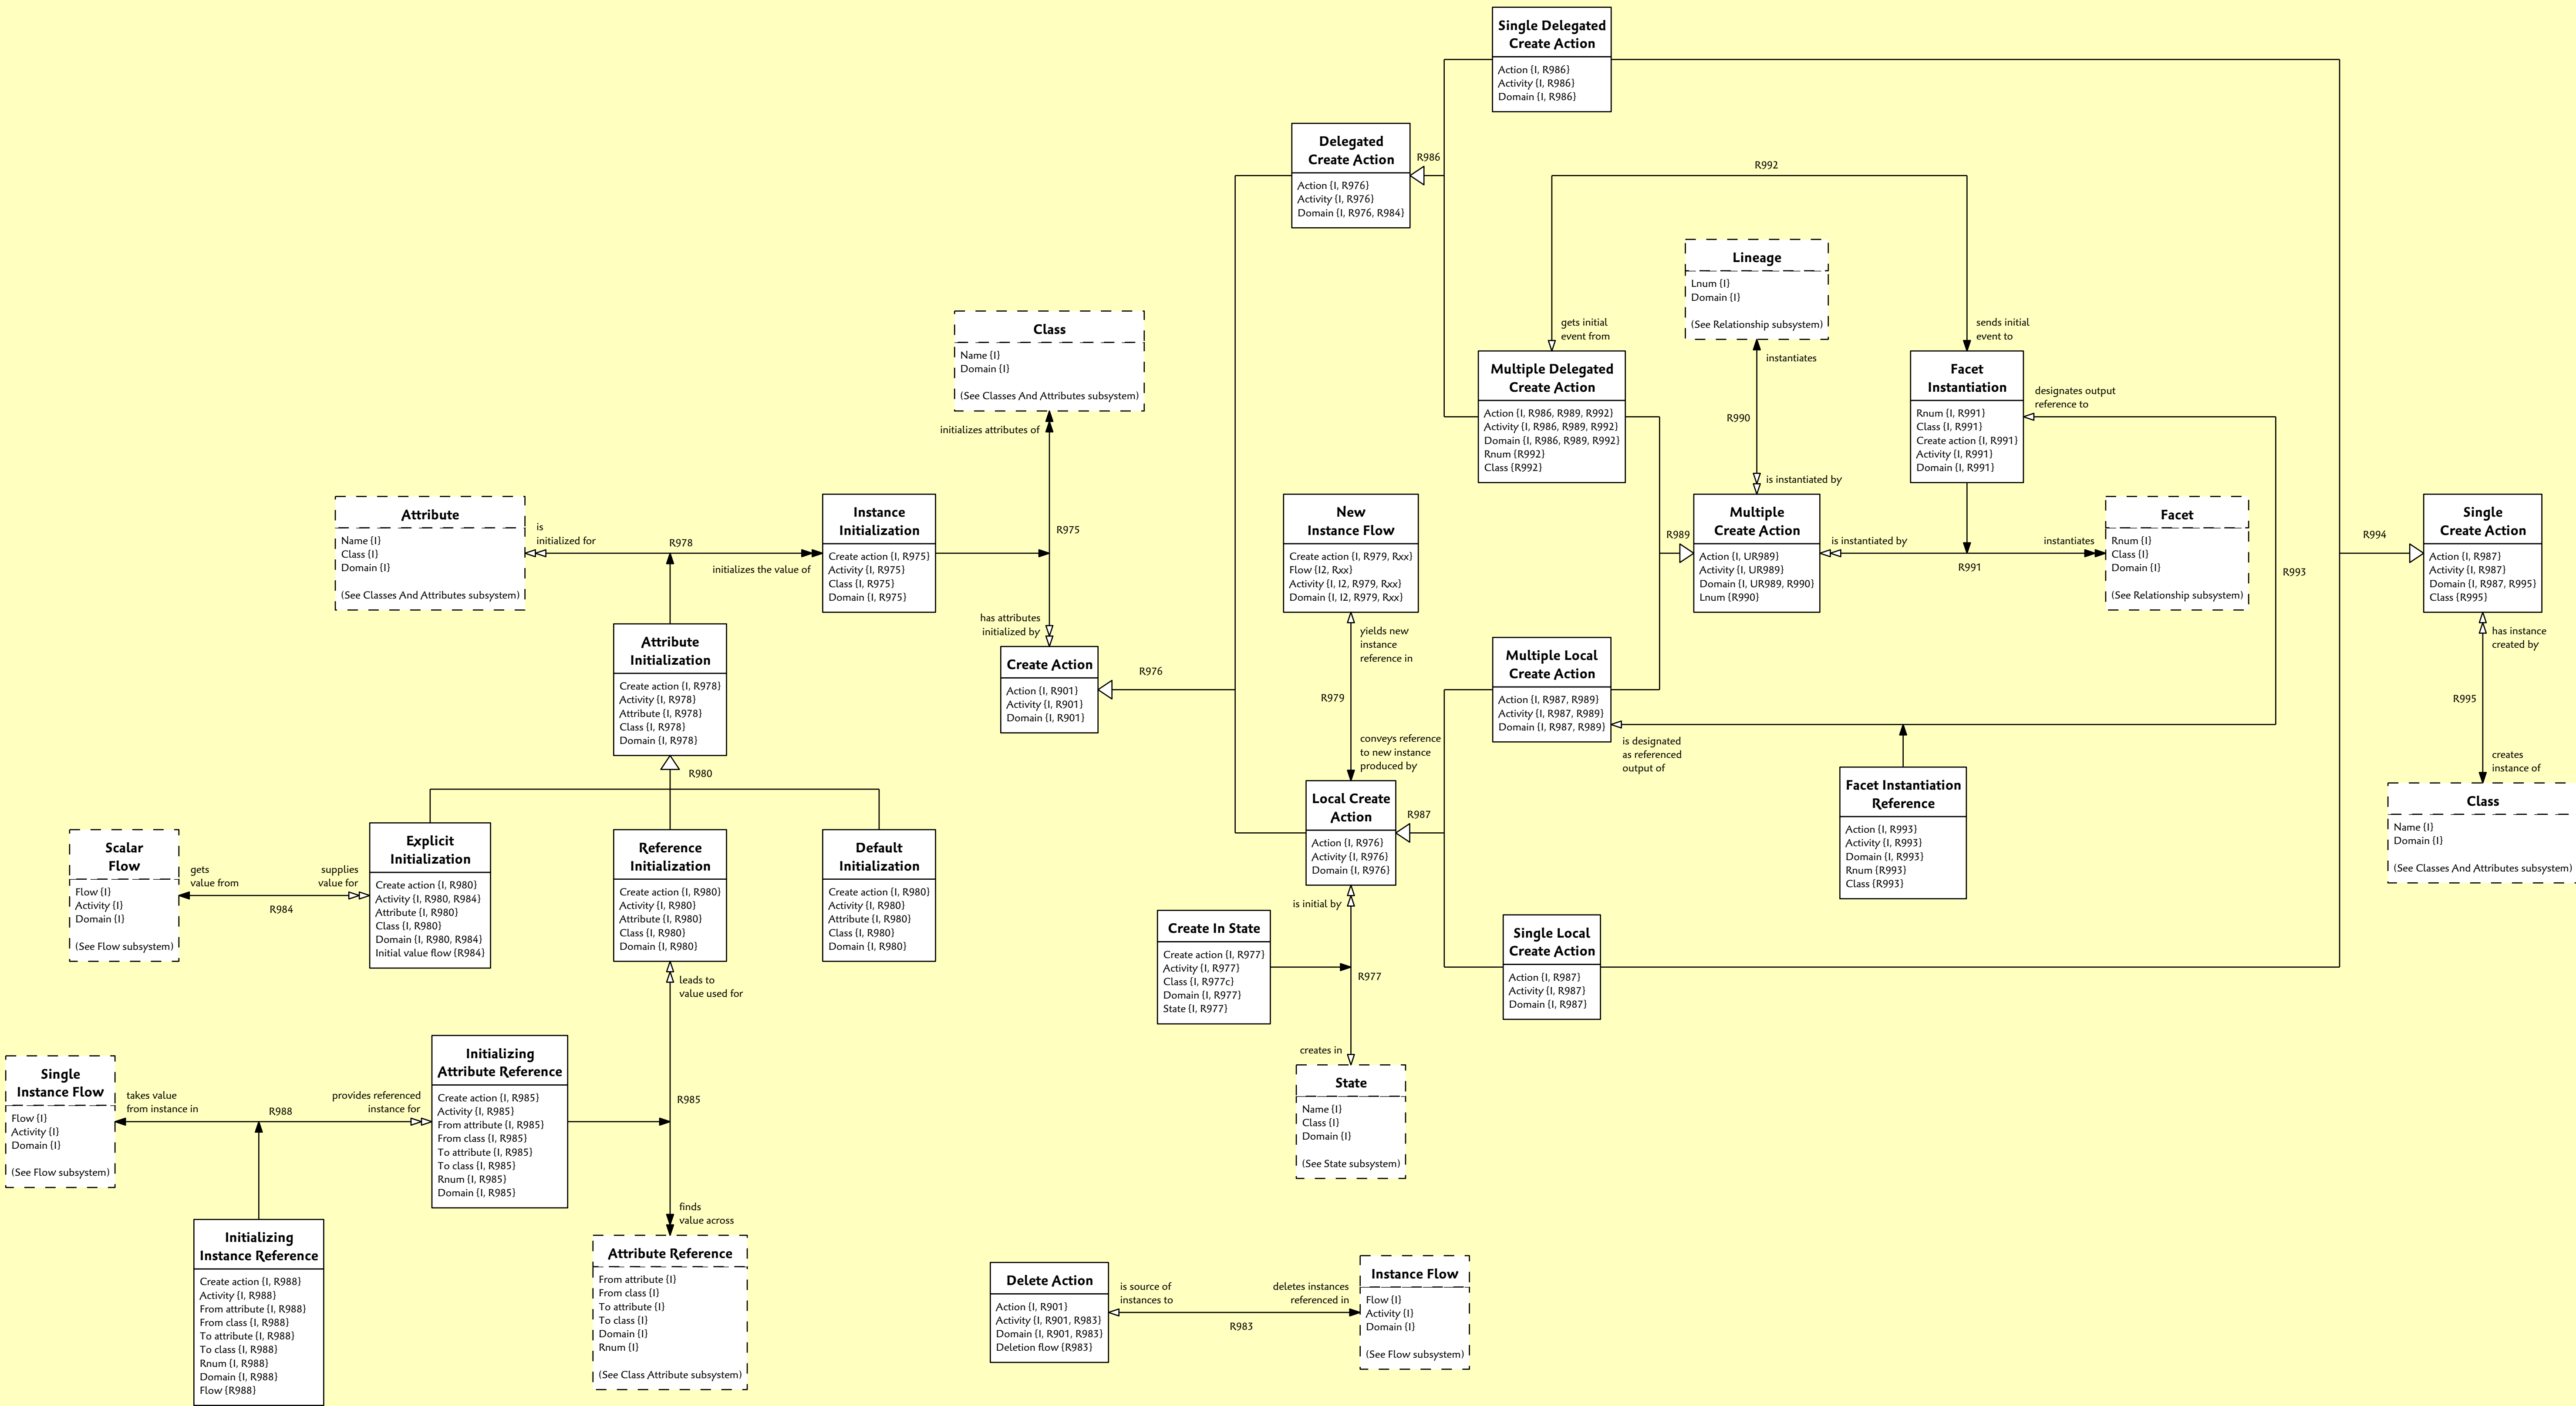 Single Delegated
Create Action
Action {I, R986}
Activity {I, R986}
Domain {I, R986}
Delegated
Create Action
Action {I, R976}
Activity {I, R976}
Domain {I, R976, R984}
R986
R992
Lineage
Lnum {I}
Domain {I}
(See Relationship subsystem)
gets initial
event from
sends initial
event to
instantiates
R990
is instantiated by
Class
Name {I}
Domain {I}
(See Classes And Attributes subsystem)
initializes attributes of
R975
has attributes
initialized by
Multiple Delegated
Create Action
Action {I, R986, R989, R992}
Activity {I, R986, R989, R992}
Domain {I, R986, R989, R992}
Rnum {R992}
Class {R992}
Facet
Instantiation
Rnum {I, R991}
Class {I, R991}
Create action {I, R991}
Activity {I, R991}
Domain {I, R991}
designates output
reference to
R993
Attribute
Name {I}
Class {I}
Domain {I}
(See Classes And Attributes subsystem)
is
initialized for
R978
initializes the value of
Instance
Initialization
Create action {I, R975}
Activity {I, R975}
Class {I, R975}
Domain {I, R975}
New
Instance Flow
Create action {I, R979, Rxx}
Flow {I2, Rxx}
Activity {I, I2, R979, Rxx}
Domain {I, I2, R979, Rxx}
R989
Multiple
Create Action
Action {I, UR989}
Activity {I, UR989}
Domain {I, UR989, R990}
Lnum {R990}
is instantiated by
R991
instantiates
Facet
Rnum {I}
Class {I}
Domain {I}
(See Relationship subsystem)
R994
Single
Create Action
Action {I, R987}
Activity {I, R987}
Domain {I, R987, R995}
Class {R995}
has instance
created by
R995
creates
instance of
Class
Name {I}
Domain {I}
(See Classes And Attributes subsystem)
Attribute
Initialization
Create action {I, R978}
Activity {I, R978}
Attribute {I, R978}
Class {I, R978}
Domain {I, R978}
R980
Create Action
Action {I, R901}
Activity {I, R901}
Domain {I, R901}
R976
yields new
instance
reference in
R979
conveys reference
to new instance
produced by
Multiple Local
Create Action
Action {I, R987, R989}
Activity {I, R987, R989}
Domain {I, R987, R989}
is designated
as referenced
output of
Facet Instantiation
Reference
Action {I, R993}
Activity {I, R993}
Domain {I, R993}
Rnum {R993}
Class {R993}
Local Create
Action
Action {I, R976}
Activity {I, R976}
Domain {I, R976}
R987
Scalar
Flow
Flow {I}
Activity {I}
Domain {I}
(See Flow subsystem)
gets
value from
R984
supplies
value for
Explicit
Initialization
Create action {I, R980}
Activity {I, R980, R984}
Attribute {I, R980}
Class {I, R980}
Domain {I, R980, R984}
Initial value flow {R984}
Reference
Initialization
Create action {I, R980}
Activity {I, R980}
Attribute {I, R980}
Class {I, R980}
Domain {I, R980}
Default
Initialization
Create action {I, R980}
Activity {I, R980}
Attribute {I, R980}
Class {I, R980}
Domain {I, R980}
leads to
value used for
R985
finds
value across
is initial by
Create In State
Create action {I, R977}
Activity {I, R977}
Class {I, R977c}
Domain {I, R977}
State {I, R977}
R977
creates in
Single Local
Create Action
Action {I, R987}
Activity {I, R987}
Domain {I, R987}
State
Name {I}
Class {I}
Domain {I}
(See State subsystem)
Single
Instance Flow
Flow {I}
Activity {I}
Domain {I}
(See Flow subsystem)
takes value
from instance in
R988
provides referenced
instance for
Initializing
Attribute Reference
Create action {I, R985}
Activity {I, R985}
From attribute {I, R985}
From class {I, R985}
To attribute {I, R985}
To class {I, R985}
Rnum {I, R985}
Domain {I, R985}
Initializing
Instance Reference
Create action {I, R988}
Activity {I, R988}
From attribute {I, R988}
From class {I, R988}
To attribute {I, R988}
To class {I, R988}
Rnum {I, R988}
Domain {I, R988}
Flow {R988}
Attribute Reference
From attribute {I}
From class {I}
To attribute {I}
To class {I}
Domain {I}
Rnum {I}
(See Class Attribute subsystem)
Delete Action
Action {I, R901}
Activity {I, R901, R983}
Domain {I, R901, R983}
Deletion flow {R983}
is source of
instances to
R983
deletes instances
referenced in
Instance Flow
Flow {I}
Activity {I}
Domain {I}
(See Flow subsystem)